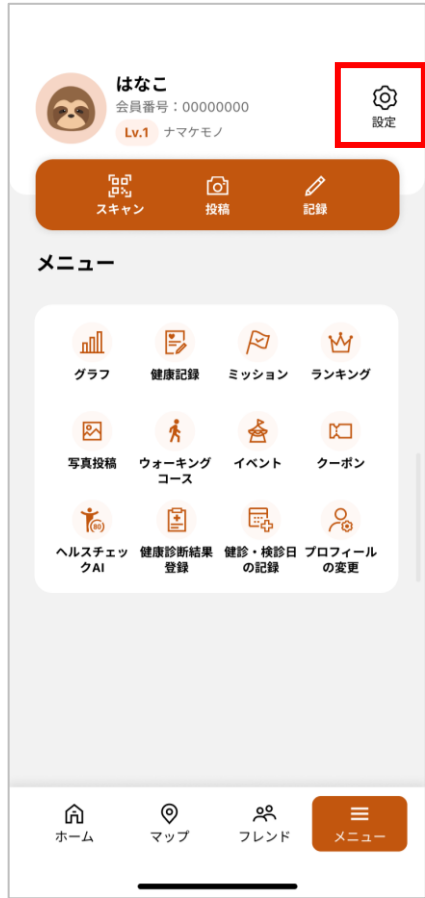 はなこ
会員番号：00000000
Lv.1 ナマケモノ
設定
スキャン 投稿 記録
メニュー
グラフ 健康記録 ミッション ランキング
写真投稿 ウォーキング イベント クーポン
コース
ヘルスチェッ 健康診断結果 健診・検診日 プロフィール
クAI 登録 の記録 の変更
ホーム マップ フレンド メニュー